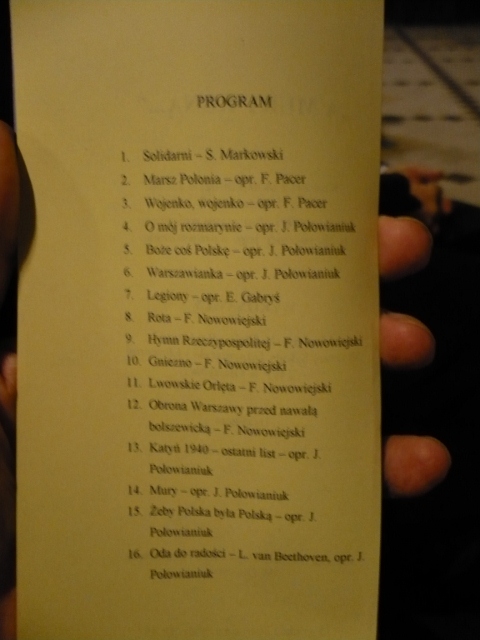 PROGRAM
1. Solidarni – S. Markowski
2. Marsz Polonia – opr. F. Pacer
3. Wojenko, wojenko – opr. F. Pacer
4. O mój rozmarynie – opr. J. Połowianiuk
5. Boże coś Polskę – opr. J. Połowianiuk
6. Warszawianka – opr. J. Połowianiuk
7. Legiony – opr. E. Gabryś
8. Rota – F. Nowowiejski
9. Hymn Rzeczypospolitej – F. Nowowiejski
10. Gniezno – F. Nowowiejski
11. Lwowskie Orlęta – F. Nowowiejski
12. Obrona Warszawy przed nawałą
bolszewicką – F. Nowowiejski
13. Katyń 1940 – ostatni list – opr. J.
Połowianiuk
14. Mury – opr. J. Połowianiuk
15. Żeby Polska była Polską – opr. J.
Połowianiuk
16. Oda do radości – L. van Beethoven, opr. J.
Połowianiuk